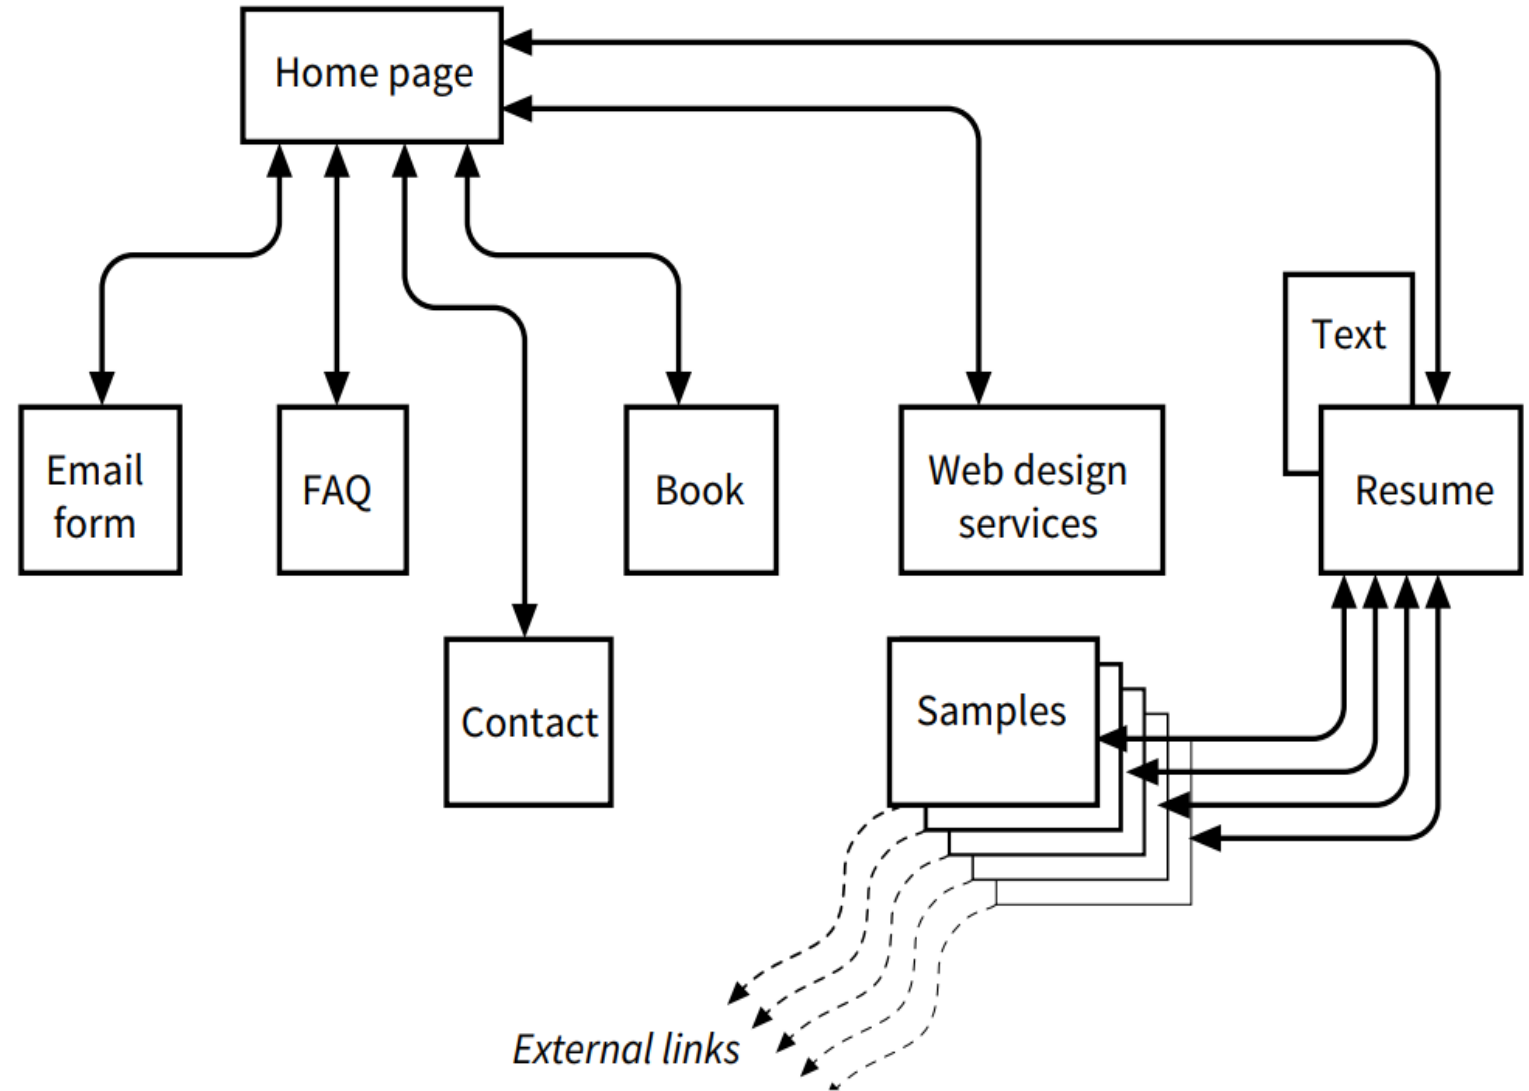 Home page
Text
Email
form
FAQ
Book
Web design
services
Resume
Contact
Samples
External links